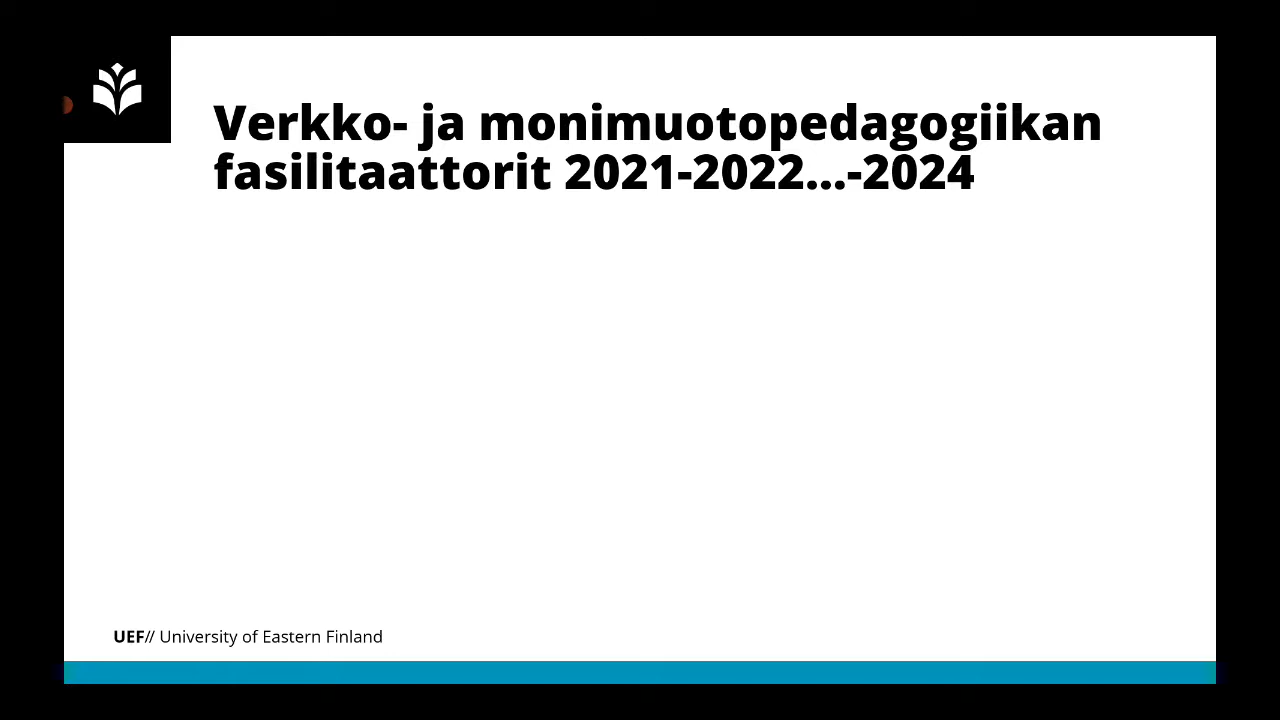 Verkko- ja monimuotopedagogiikan
fasilitaattorit 2021-2022...-2024
UEF// University of Eastern Finland